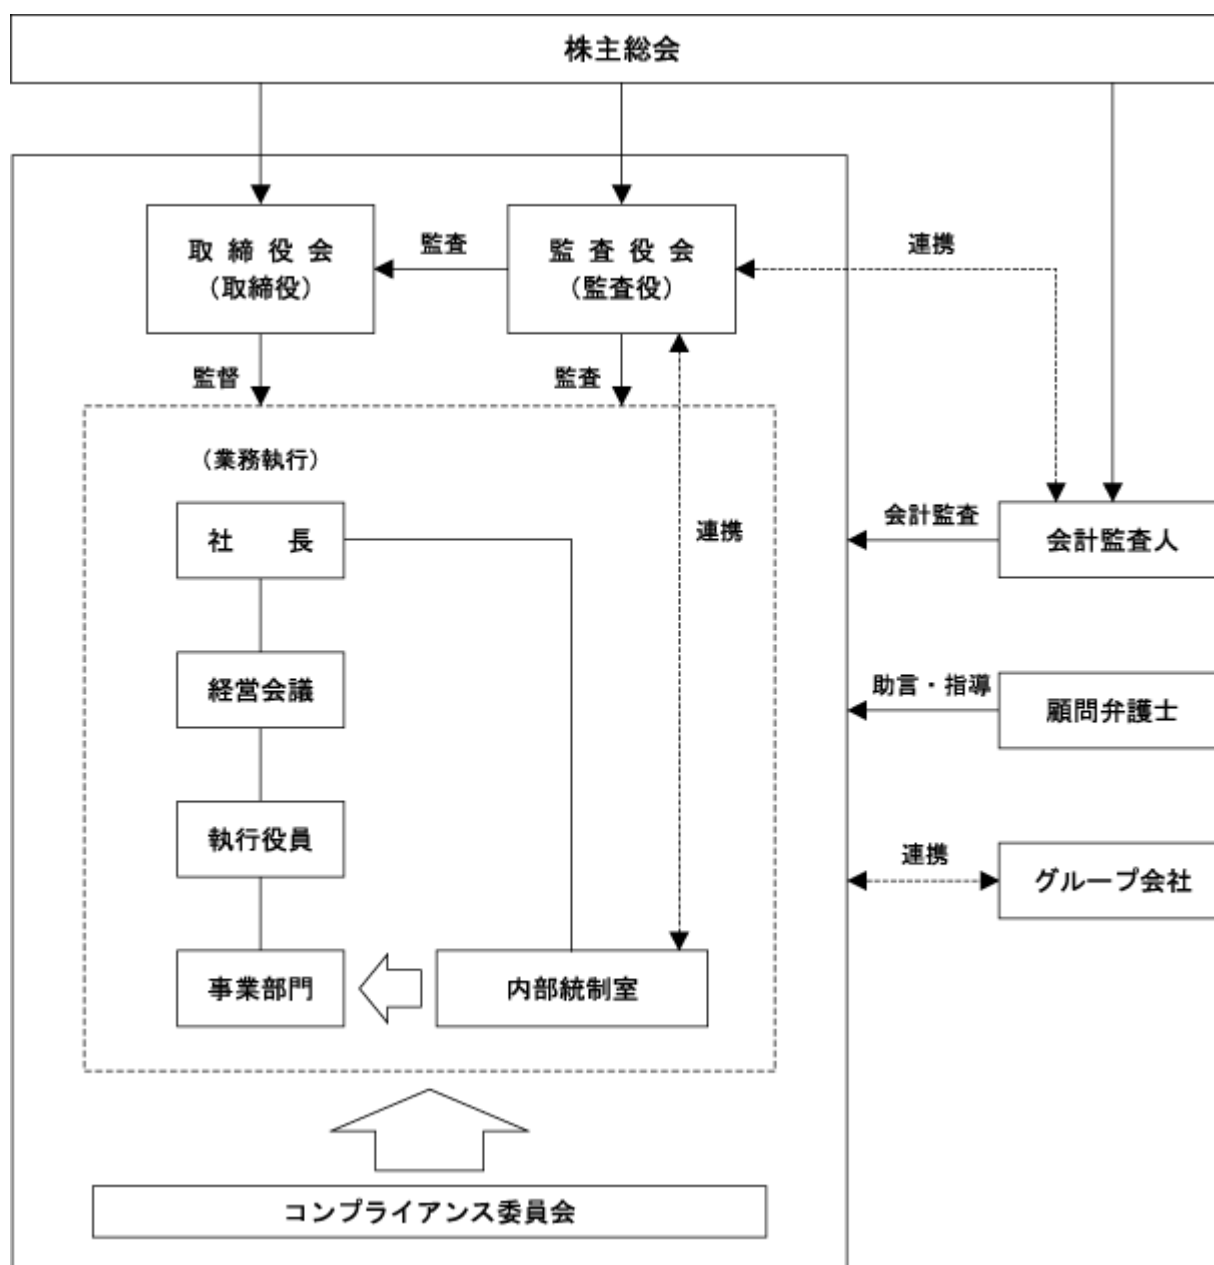 株主総会
取締役会
（取締役）
監査
監査役会
（監査役）
連携
監督
監査
（業務執行）
社　　長
連携
会計監査
会計監査人
経営会議
助言・指導
顧問弁護士
執行役員
連携
グループ会社
事業部門
内部統制室
コンプライアンス委員会